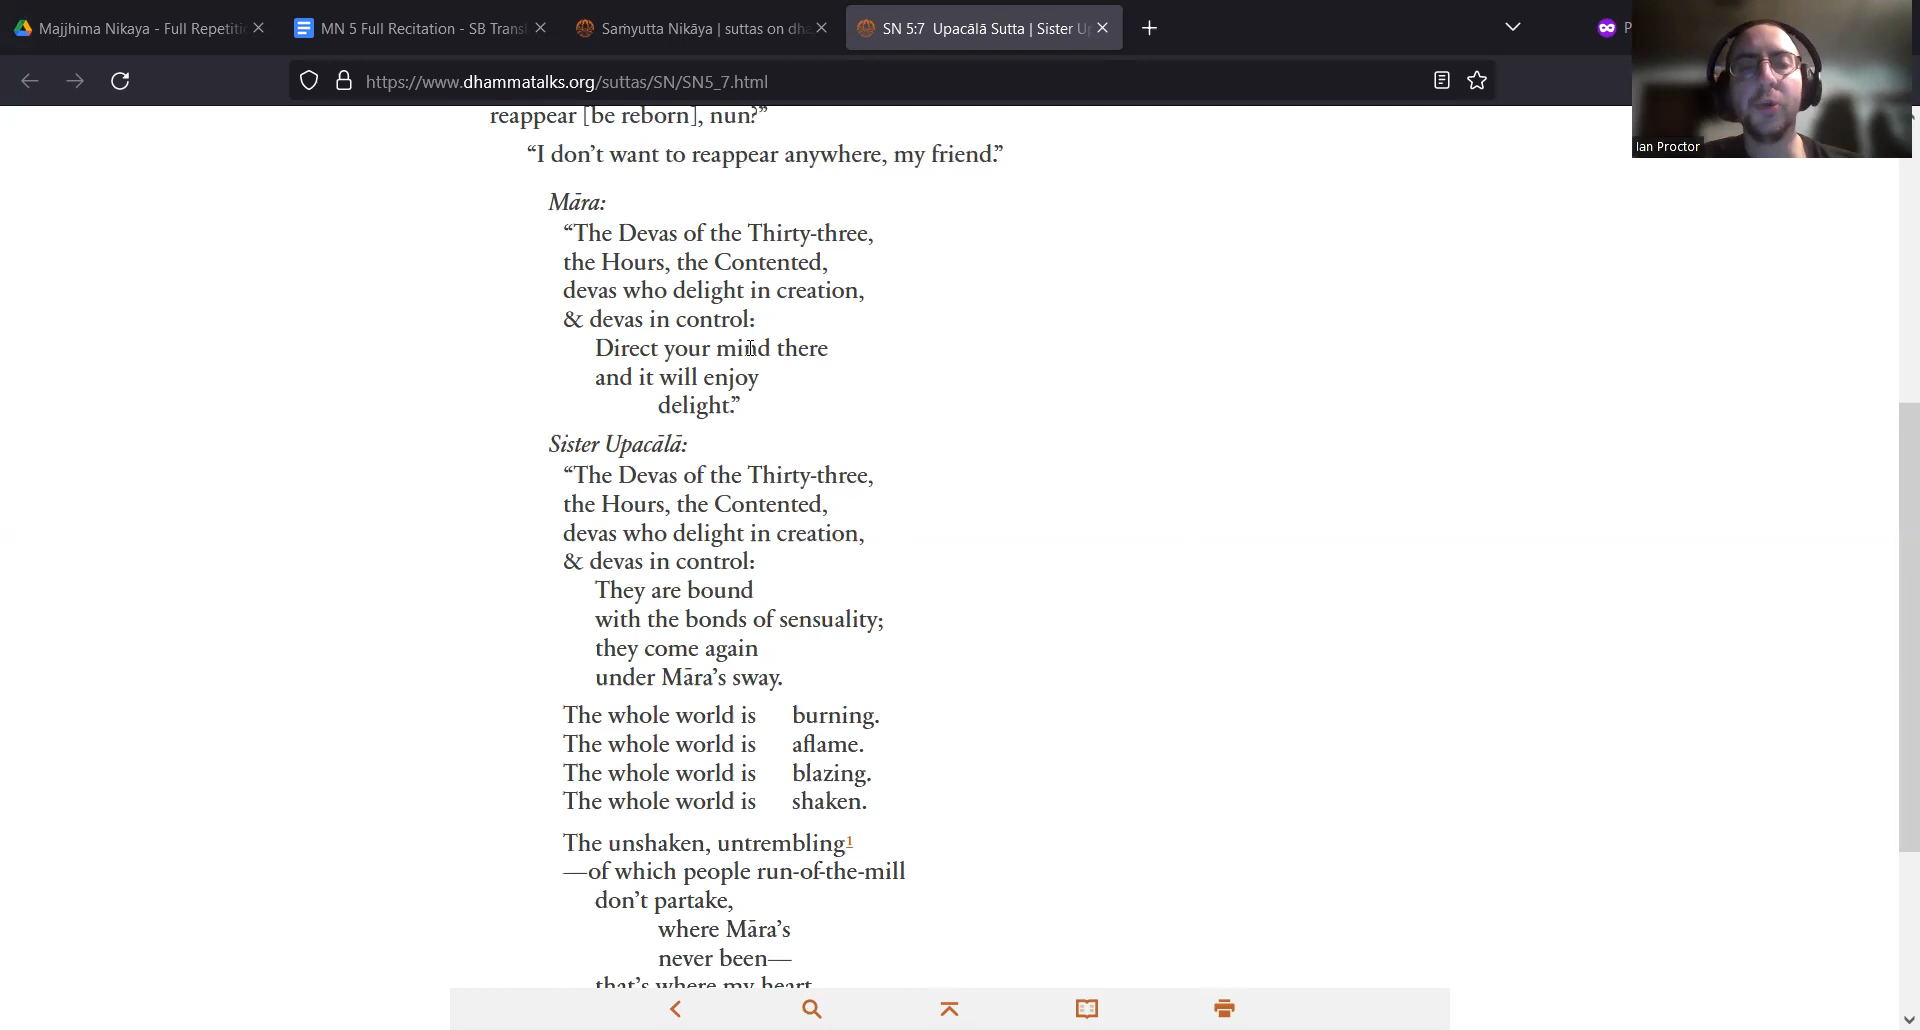 Majjhima Nikaya - Full Repetiti
MN 5 Full Recitation - SB Trans
Saṁyutta Nikāya | suttas on dha
SN 5:7 Upacālā Sutta | Sister U
P
https://www.dhammatalks.org/suttas/SN/SN5_7.html
Ian Proctor
reappear [be reborn], nun?”
“I don’t want to reappear anywhere, my friend.”
Māra:
“The Devas of the Thirty-three,
the Hours, the Contented,
devas who delight in creation,
& devas in control:
Direct your mind there
and it will enjoy
delight.”
Sister Upacālā:
“The Devas of the Thirty-three,
the Hours, the Contented,
devas who delight in creation,
& devas in control:
They are bound
with the bonds of sensuality;
they come again
under Māra’s sway.
The whole world is burning.
The whole world is aflame.
The whole world is blazing.
The whole world is shaken.
The unshaken, untrembling1
—of which people run-of-the-mill
don’t partake,
where Māra’s
never been—
that’s where my heart